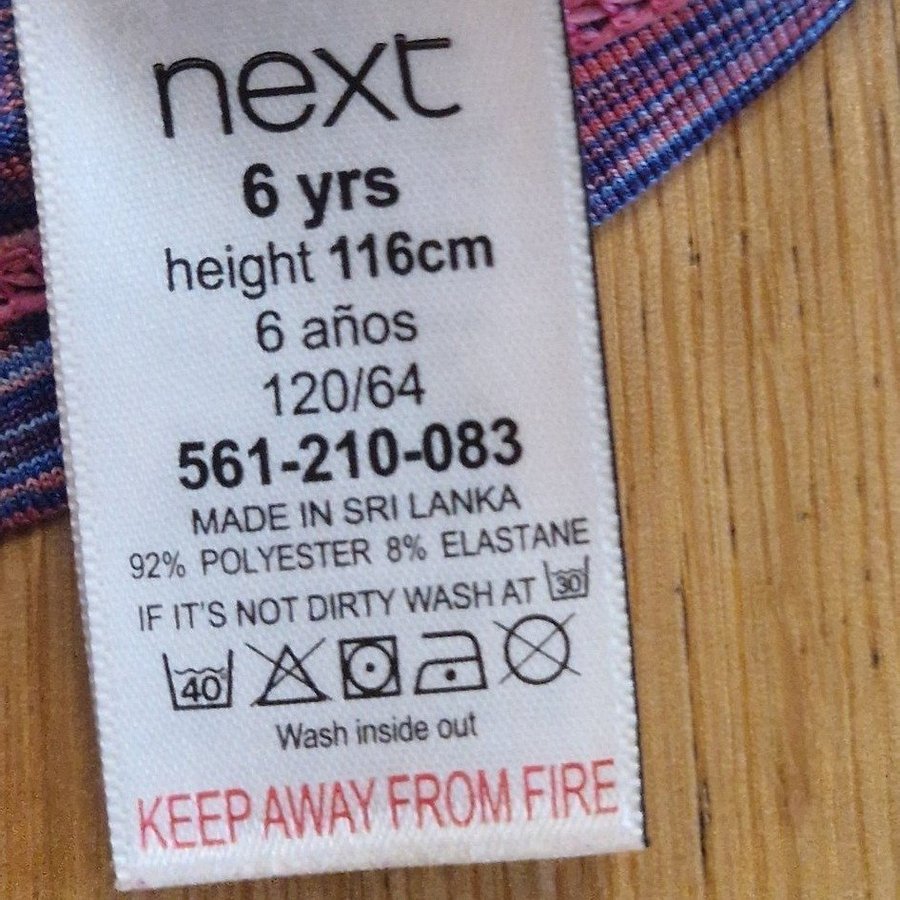 next
6 yrs
height 116cm
6 años
120/64
561-210-083
MADE IN SRI LANKA
92% POLYESTER 8% ELASTANE
IF IT'S NOT DIRTY WASH AT 30
40
Wash inside out
KEEP AWAY FROM FIRE